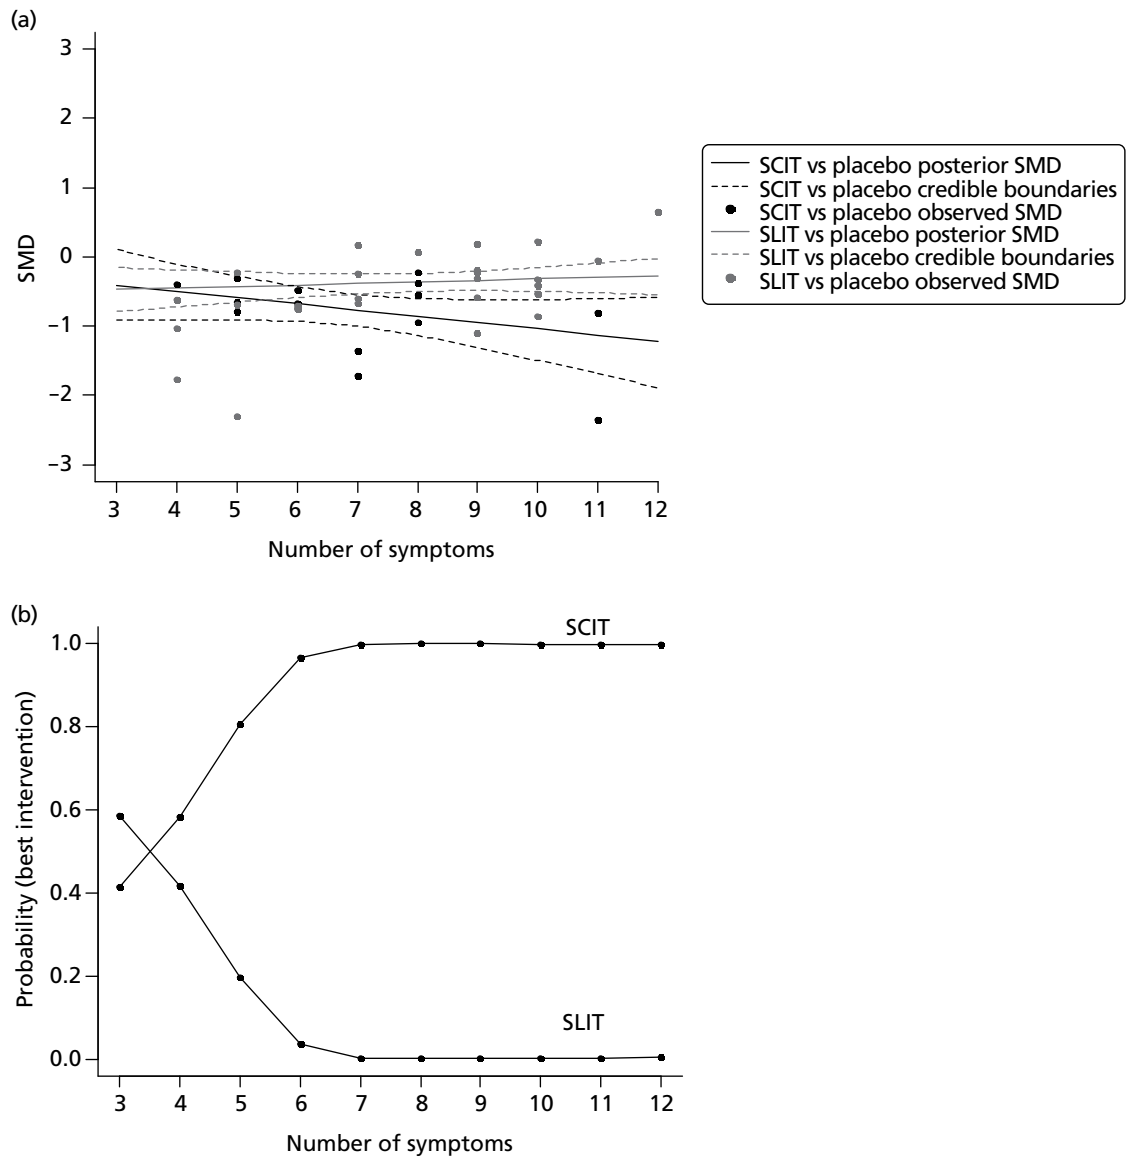 (a)
3
2
1
0
–1
–2
–3
SMD
3 4 5 6 7 8 9 10 11 12
Number of symptoms
SCIT vs placebo posterior SMD
SCIT vs placebo credible boundaries
SCIT vs placebo observed SMD
SLIT vs placebo posterior SMD
SLIT vs placebo credible boundaries
SLIT vs placebo observed SMD
(b)
1.0
0.8
0.6
0.4
0.2
0.0
Probability (best intervention)
SCIT
SLIT
3 4 5 6 7 8 9 10 11 12
Number of symptoms